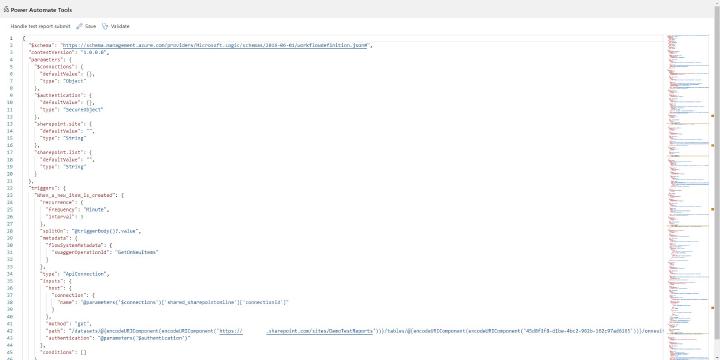 Power Automate Tools
Handle test report submit Save Validate
1 {
2 "$schema": "https://schema.management.azure.com/providers/Microsoft.Logic/schemas/2016-06-01/workflowdefinition.json#",
3 "contentVersion": "1.0.0.0",
4 "parameters": {
5 "$connections": {
6 "defaultValue": {},
7 "type": "Object"
8 },
9 "$authentication": {
10 "defaultValue": {},
11 "type": "SecureObject"
12 },
13 "sharepoint.site": {
14 "defaultValue": "",
15 "type": "String"
16 },
17 "sharepoint.list": {
18 "defaultValue": "",
19 "type": "String"
20 }
21 },
22 "triggers": {
23 "When_a_new_item_is_created": {
24 "recurrence": {
25 "frequency": "Minute",
26 "interval": 3
27 },
28 "splitOn": "@triggerBody()?.value",
29 "metadata": {
30 "flowSystemMetadata": {
31 "swaggerOperationId": "GetOnNewItems"
32 }
33 },
34 "type": "ApiConnection",
35 "inputs": {
36 "host": {
37 "connection": {
38 "name": "@parameters('$connections')['shared_sharepointonline']['connectionId']"
39 }
40 },
41 "method": "get",
42 "path": "/datasets/@{encodeURIComponent(encodeURIComponent('https:// .sharepoint.com/sites/DemoTestReports'))}/tables/@{encodeURIComponent(encodeURIComponent(
43 "authentication": "@parameters('$authentication')"
44 },
45 "conditions": []
46